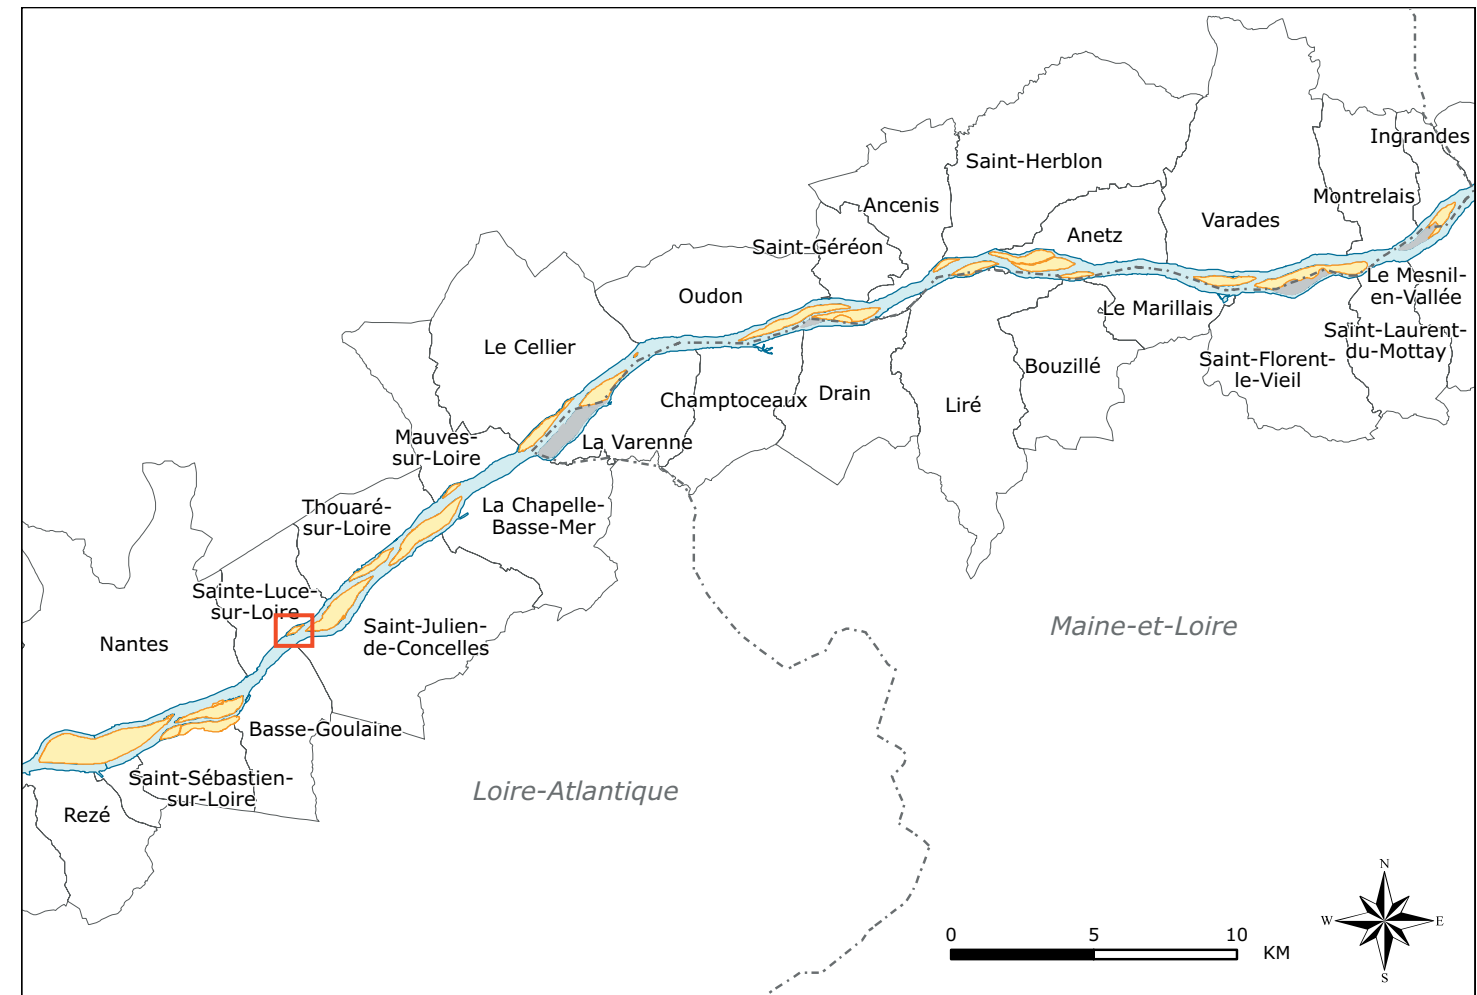 Ingrandes
Saint-Herblon
Montrelais
Ancenis
Varades
Anetz
Saint-Géréon
Le Mesnil-
en-Vallée
Oudon
Le Marillais
Saint-Laurent-
du-Mottay
Le Cellier
Saint-Florent-
le-Vieil
Bouzillé
Champtoceaux
Drain
Liré
Mauves-
sur-Loire
La Varenne
Thouaré-
sur-Loire
La Chapelle-
Basse-Mer
Sainte-Luce-
sur-Loire
Saint-Julien-
de-Concelles
Maine-et-Loire
Nantes
Basse-Goulaine
Saint-Sébastien-
sur-Loire
Loire-Atlantique
Rezé
N
W
E
S
0 5 10
KM